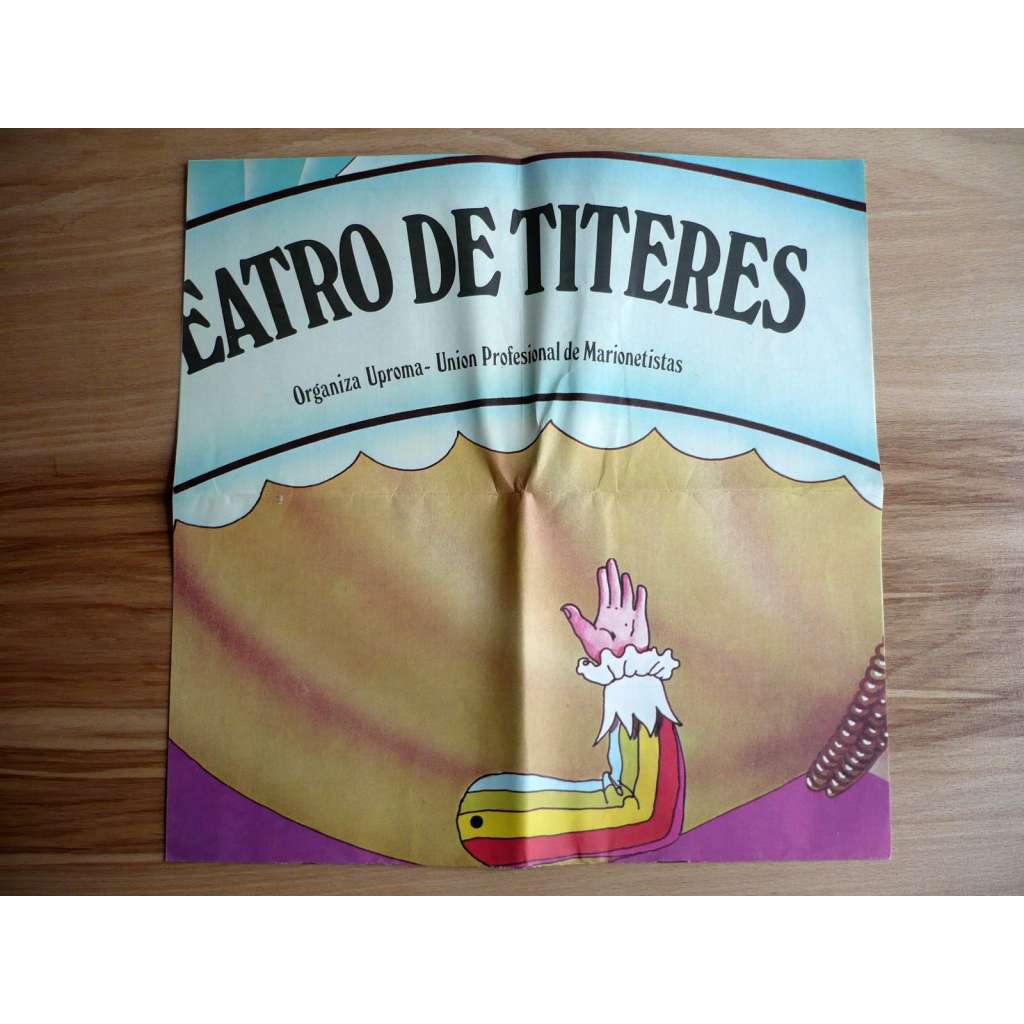 EATRO DE TITERES
Organiza Uproma- Union Profesional de Marionetistas